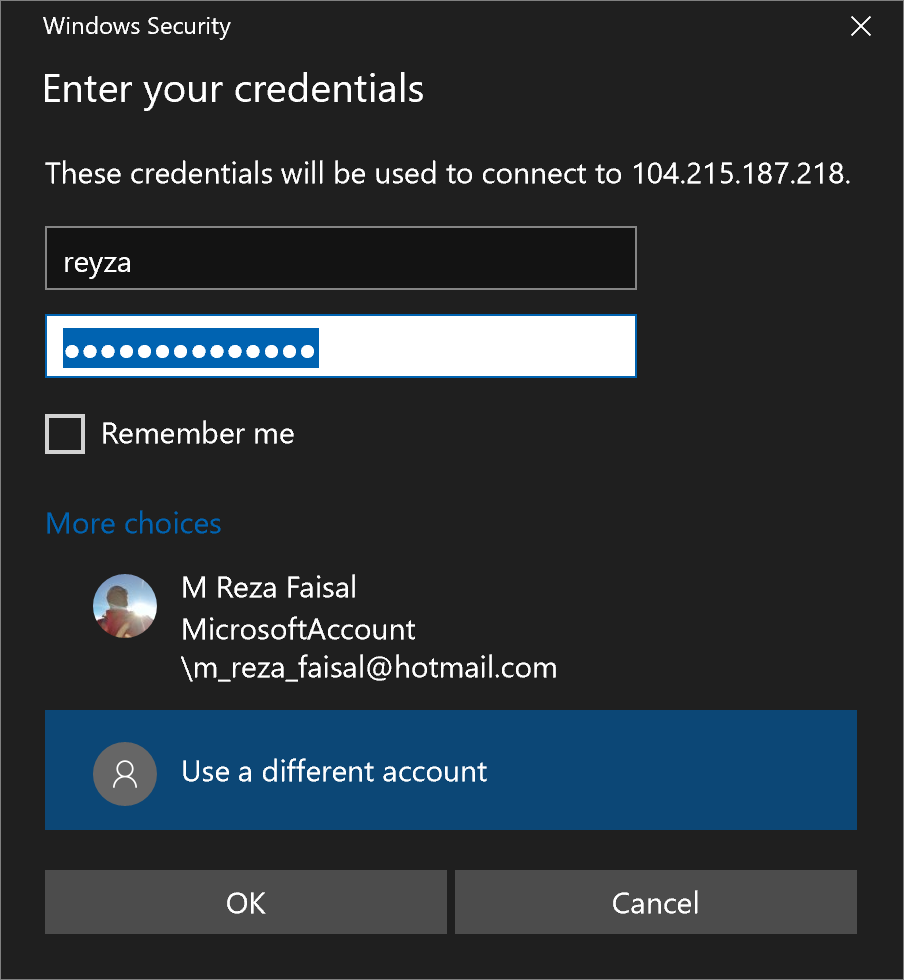 Windows Security
Enter your credentials
These credentials will be used to connect to 104.215.187.218.
reyza
••••••••••••••
Remember me
More choices
M Reza Faisal
MicrosoftAccount
\m_reza_faisal@hotmail.com
Use a different account
OK
Cancel